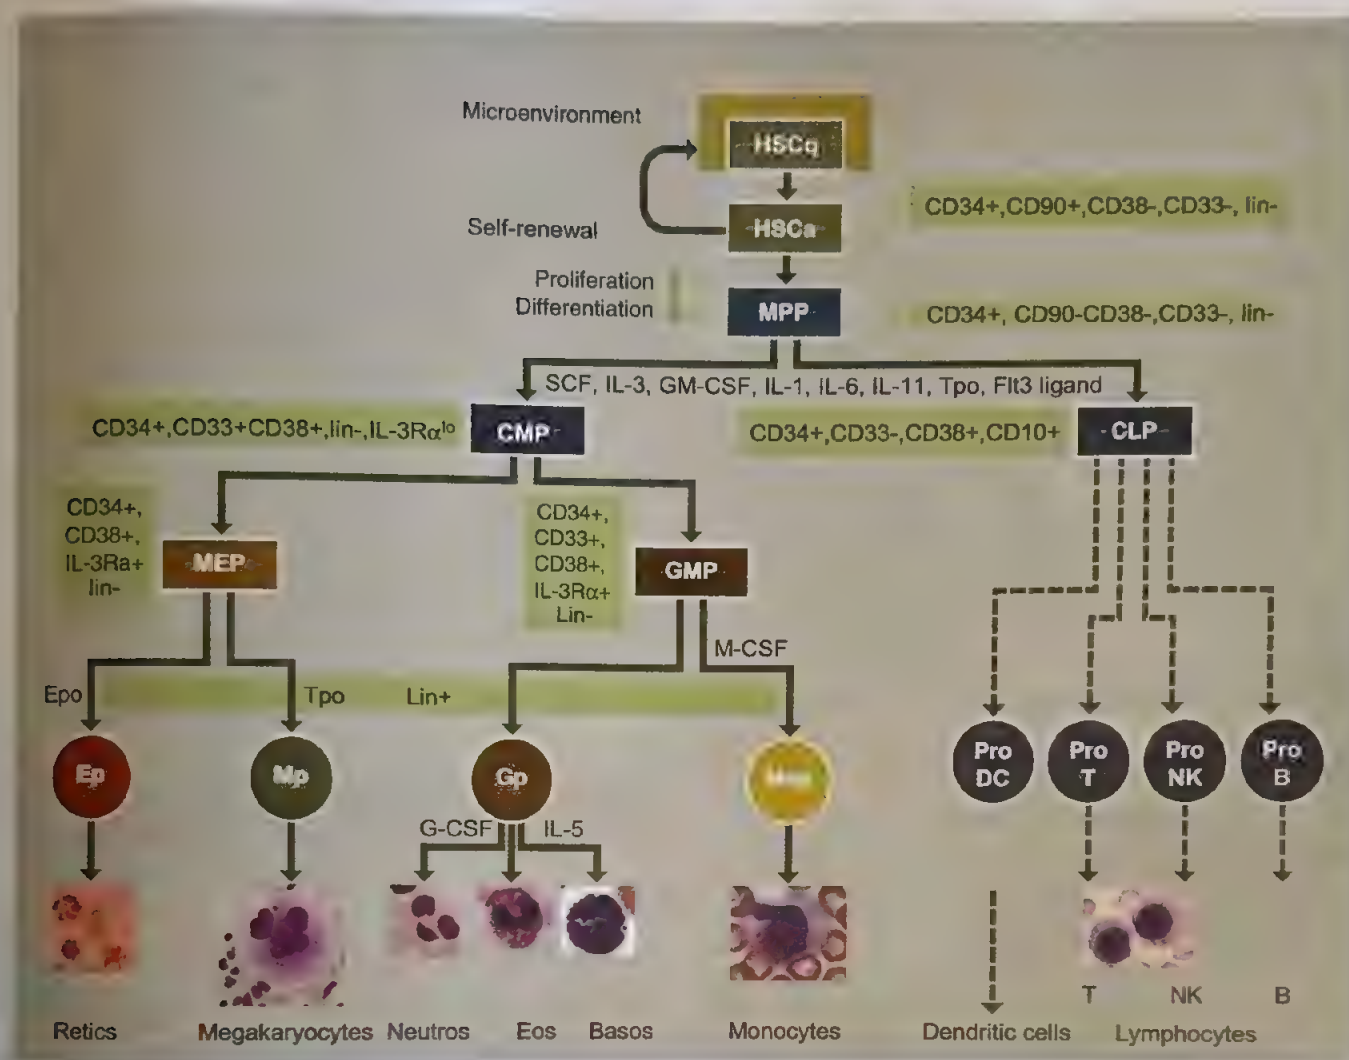 Microenvironment
HSCq
CD34+,CD90+,CD38-,CD33-, lin-
Self-renewal
HSCa
Proliferation
Differentiation
MPP
CD34+, CD90-CD38-,CD33-, lin-
SCF, IL-3, GM-CSF, IL-1, IL-6, IL-11, Tpo, Flt3 ligand
CD34+,CD33+CD38+,lin-,IL-3Rα^lo
CMP
CD34+,CD33-,CD38+,CD10+
CLP
CD34+,
CD38+,
IL-3Ra+
lin-
MEP
CD34+,
CD33+,
CD38+,
IL-3Rα+
Lin-
GMP
M-CSF
Epo
Tpo
Lin+
Ep
Mp
Gp
Pro
DC
Pro
T
Pro
NK
Pro
B
G-CSF
IL-5
T
NK
B
Retics
Megakaryocytes
Neutros
Eos
Basos
Monocytes
Dendritic cells
Lymphocytes